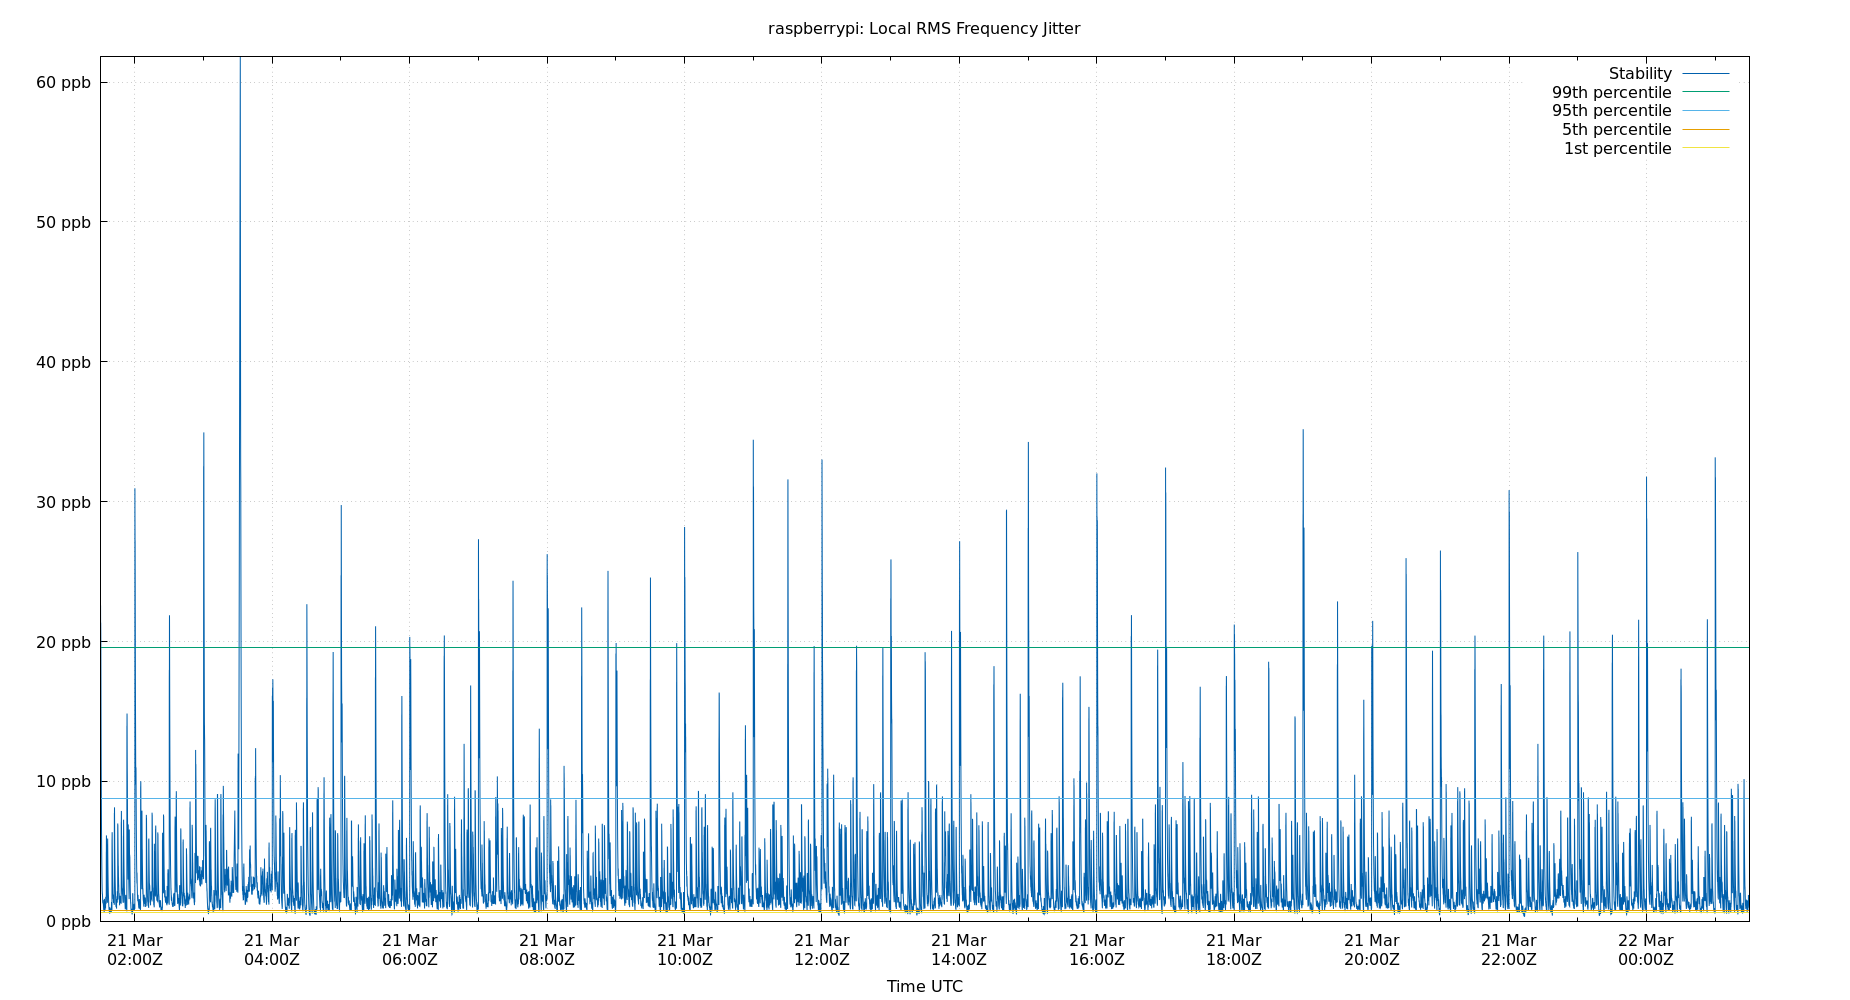 raspberrypi: Local RMS Frequency Jitter
Stability
99th percentile
95th percentile
5th percentile
1st percentile
60 ppb
50 ppb
40 ppb
30 ppb
20 ppb
10 ppb
0 ppb
21 Mar 21 Mar 21 Mar 21 Mar 21 Mar 21 Mar 21 Mar 21 Mar 21 Mar 21 Mar 21 Mar 22 Mar
02:00Z 04:00Z 06:00Z 08:00Z 10:00Z 12:00Z 14:00Z 16:00Z 18:00Z 20:00Z 22:00Z 00:00Z
Time UTC